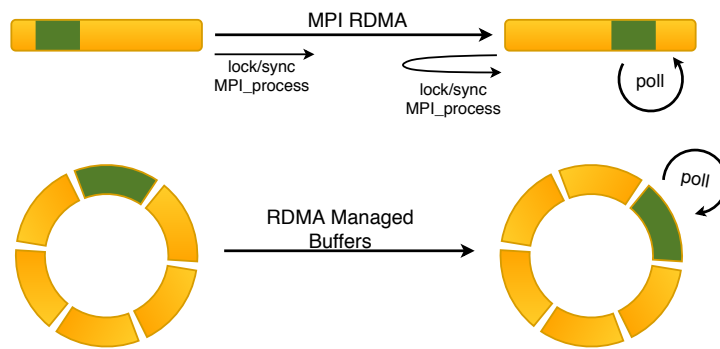 MPI RDMA
lock/sync
MPI_process
lock/sync
MPI_process
poll
RDMA Managed
Buffers
poll